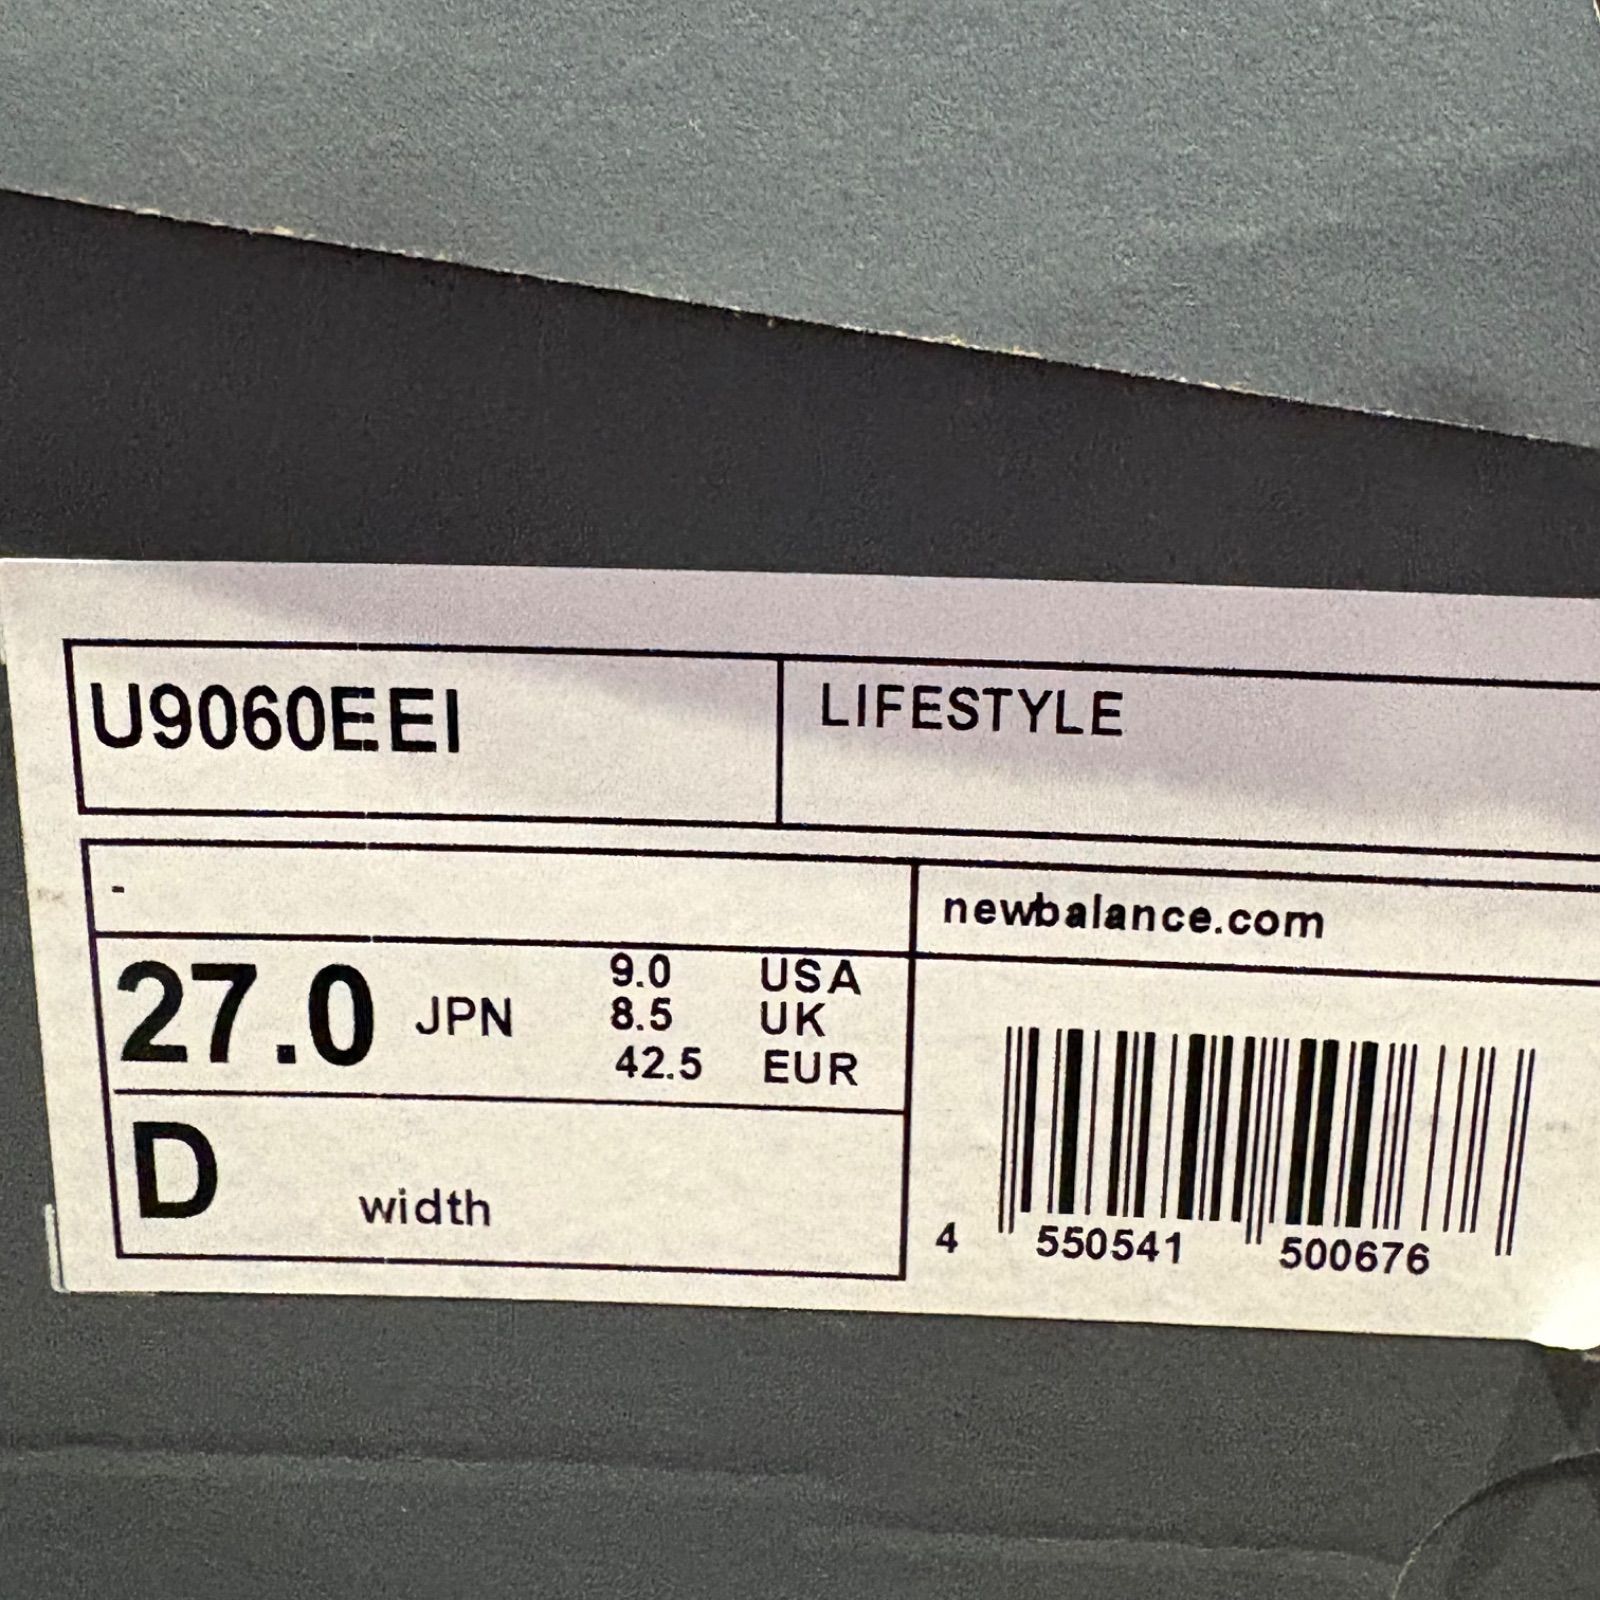 U9060EEI
LIFESTYLE
-
newbalance.com
27.0 JPN
9.0 USA
8.5 UK
42.5 EUR
D width
4 550541 500676